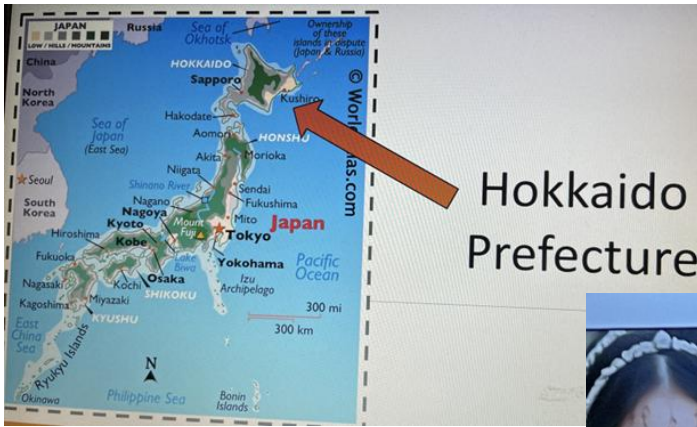 JAPAN
LOW / HILLS / MOUNTAINS
Russia
Sea of
Okhotsk
Ownership
of these
islands in dispute
(Japan & Russia)
China
HOKKAIDO
Sapporo
North
Korea
Kushiro
Hakodate
Sea of
Japan
(East Sea)
Aomori
HONSHU
Akita
Morioka
Niigata
Seoul
Shinano River
Sendai
Fukushima
South
Korea
Nagano
Nagoya
Mito
Japan
Kyoto
Mount
Fuji
Tokyo
Hiroshima
Kobe
Lake
Biwa
Yokohama
Pacific
Ocean
Fukuoka
Osaka
Izu
Archipelago
Nagasaki
Kochi
SHIKOKU
Kagoshima
Miyazaki
KYUSHU
300 mi
300 km
East
China
Sea
Ryukyu Islands
N
Okinawa
Philippine Sea
Bonin
Islands
Hokkaido
Prefecture